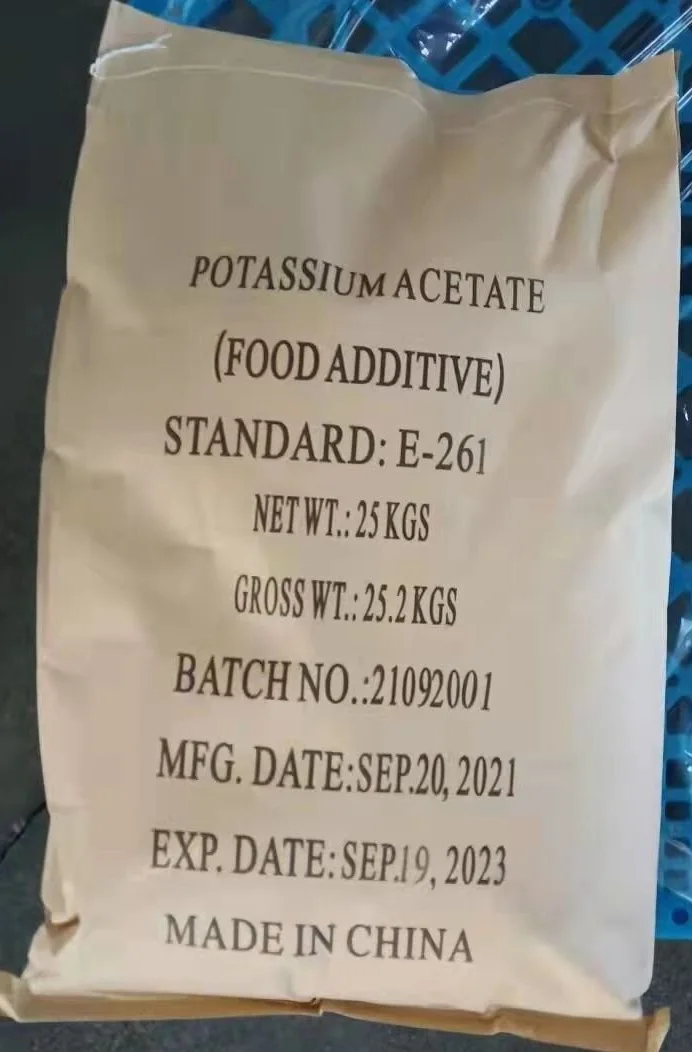 POTASSIUM ACETATE
(FOOD ADDITIVE)
STANDARD: E-261
NET WT.: 25 KGS
GROSS WT.: 25.2 KGS
BATCH NO.:21092001
MFG. DATE:SEP.20, 2021
EXP. DATE:SEP.19, 2023
MADE IN CHINA